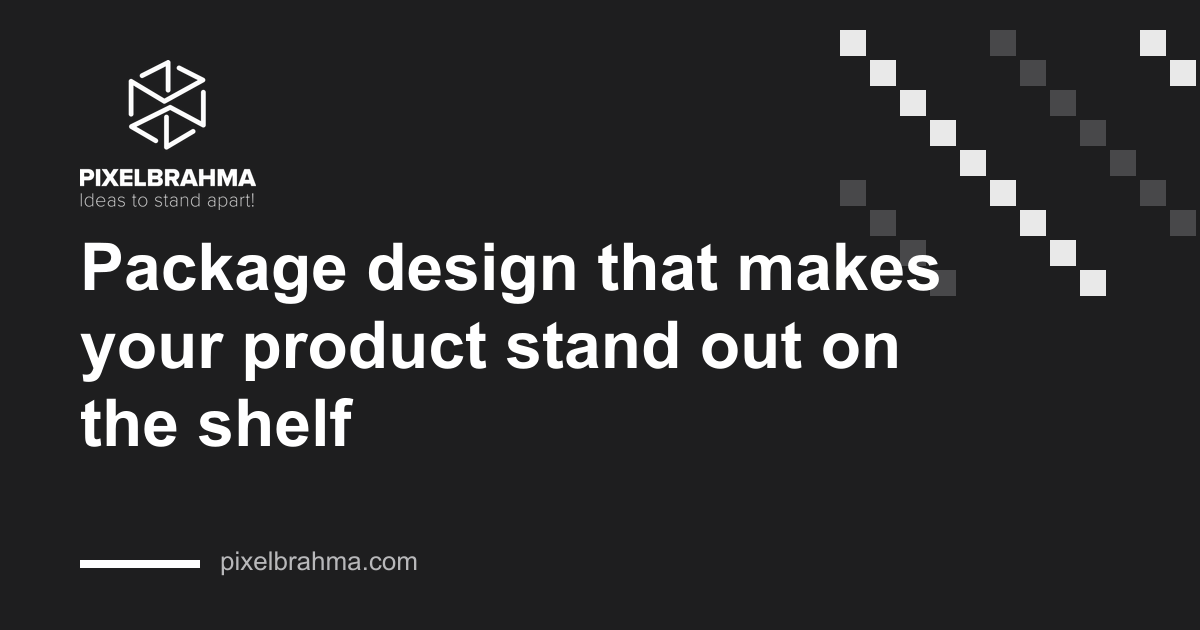 PIXELBRAHMA
Ideas to stand apart!
Package design that makes
your product stand out on
the shelf
pixelbrahma.com